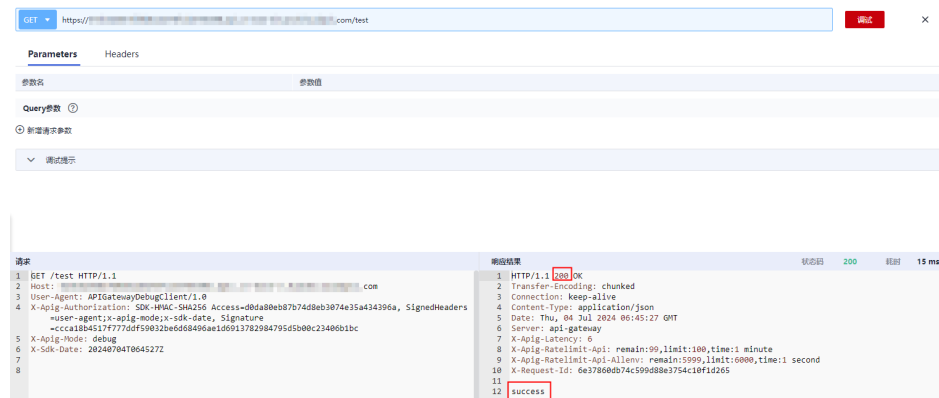 GET https:// .com/test 调试 ×
Parameters Headers
参数名 参数值
Query参数 ?
新增请求参数
调试提示
请求
1 GET /test HTTP/1.1
2 Host: .com
3 User-Agent: APIGatewayDebugClient/1.0
4 X-Apig-Authorization: SDK-HMAC-SHA256 Access=d0da80eb87b74d8eb3074e35a434396a, SignedHeaders
=user-agent;x-apig-mode;x-sdk-date, Signature
=ccca18b4517f777ddf59032be6d68496ae1d6913782984795d5b00c23406b1bc
5 X-Apig-Mode: debug
6 X-Sdk-Date: 20240704T064527Z
7
8
响应结果 状态码 200 耗时 15 ms
1 HTTP/1.1 200 OK
2 Transfer-Encoding: chunked
3 Connection: keep-alive
4 Content-Type: application/json
5 Date: Thu, 04 Jul 2024 06:45:27 GMT
6 Server: api-gateway
7 X-Apig-Latency: 6
8 X-Apig-Ratelimit-Api: remain:99,limit:100,time:1 minute
9 X-Apig-Ratelimit-Api-Allenv: remain:5999,limit:6000,time:1 second
10 X-Request-Id: 6e37860db74c599d88e3754c10f1d265
11
12 success